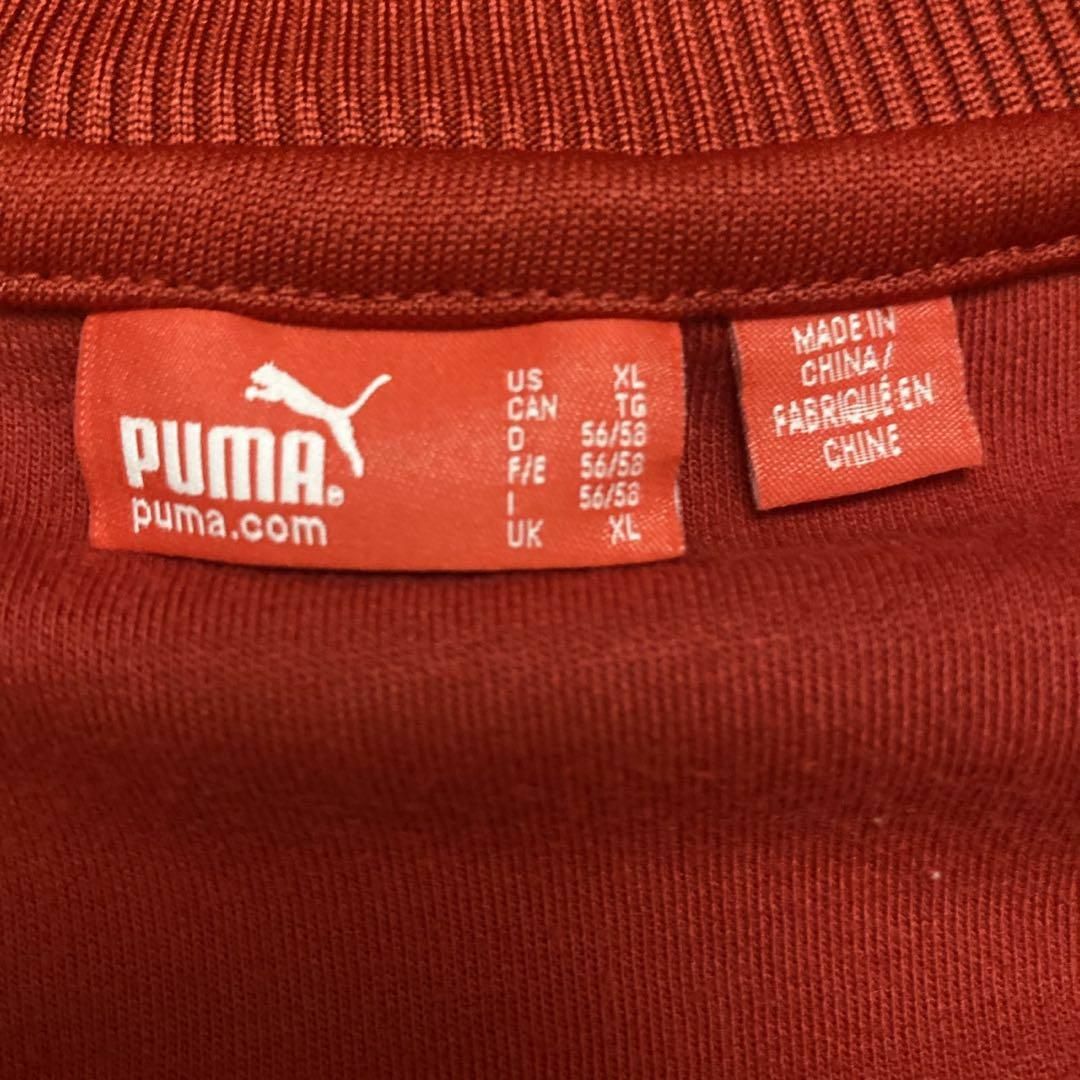 PUMA®
puma.com
US XL
CAN TG
D 56/58
F/E 56/58
I 56/58
UK XL
MADE IN
CHINA/
FABRIQUÉ EN
CHINE